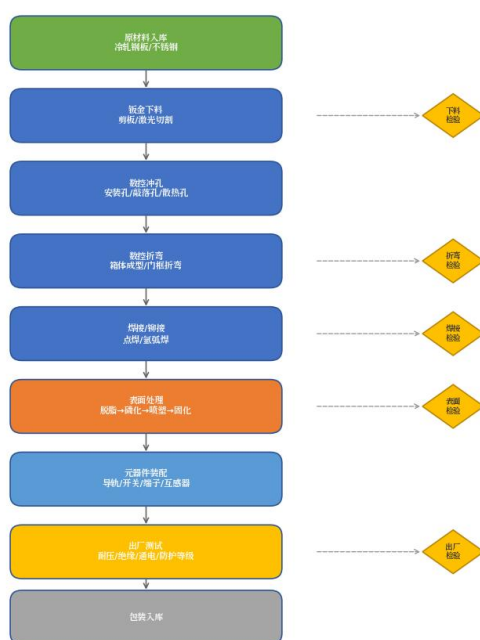 原材料入库
冷轧钢板/不锈钢
钣金下料
剪板/激光切割
下料
检验
数控冲孔
安装孔/敲落孔/散热孔
数控折弯
箱体成型/门框折弯
折弯
检验
焊接/铆接
点焊/氩弧焊
焊接
检验
表面处理
脱脂→磷化→喷塑→固化
表面
检验
元器件装配
导轨/开关/端子/互感器
出厂测试
耐压/绝缘/通电/防护等级
出厂
检验
包装入库